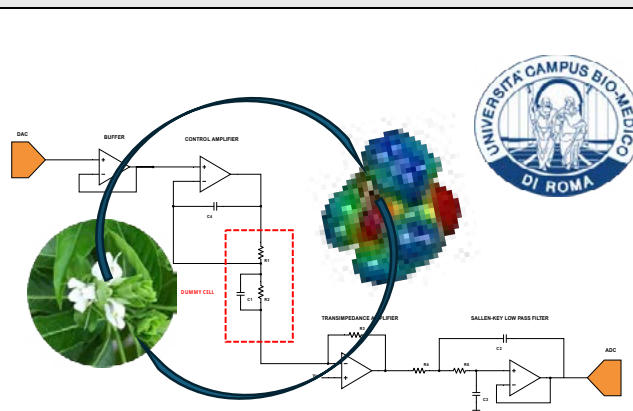 DAC
BUFFER
CONTROL AMPLIFIER
UNIVERSITÀ CAMPUS BIO-MEDICO
DI ROMA
C4
R1
DUMMY CELL
C1
R2
TRANSIMPEDANCE AMPLIFIER
SALLEN-KEY LOW PASS FILTER
R3
C2
ADC
R4
R5
C3